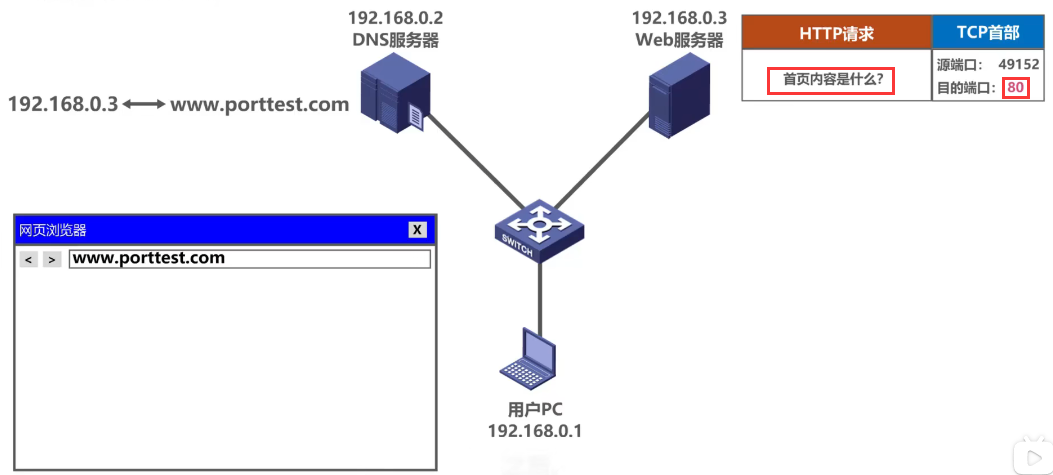 192.168.0.2
DNS服务器
192.168.0.3
Web服务器
HTTP请求
TCP首部
首页内容是什么?
源端口: 49152
目的端口: 80
192.168.0.3
www.porttest.com
网页浏览器
X
< >
www.porttest.com
SWITCH
用户PC
192.168.0.1